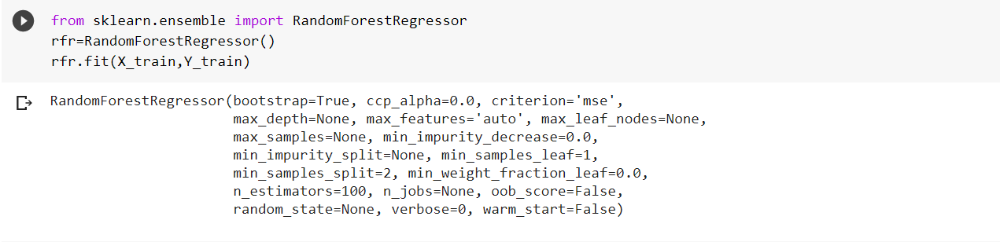 from sklearn.ensemble import RandomForestRegressor
rfr=RandomForestRegressor()
rfr.fit(X_train,Y_train)
RandomForestRegressor(bootstrap=True, ccp_alpha=0.0, criterion='mse',
max_depth=None, max_features='auto', max_leaf_nodes=None,
max_samples=None, min_impurity_decrease=0.0,
min_impurity_split=None, min_samples_leaf=1,
min_samples_split=2, min_weight_fraction_leaf=0.0,
n_estimators=100, n_jobs=None, oob_score=False,
random_state=None, verbose=0, warm_start=False)